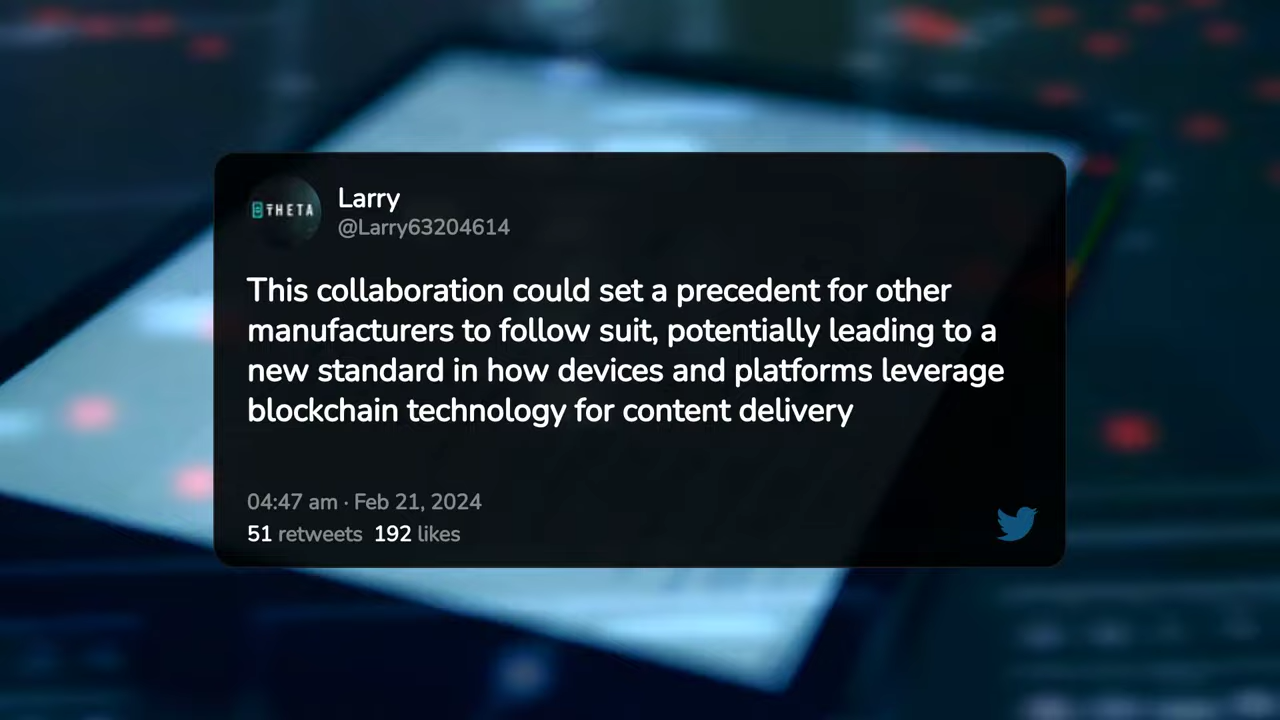 THETA
Larry
@Larry63204614
This collaboration could set a precedent for other
manufacturers to follow suit, potentially leading to a
new standard in how devices and platforms leverage
blockchain technology for content delivery
04:47 am · Feb 21, 2024
51 retweets 192 likes